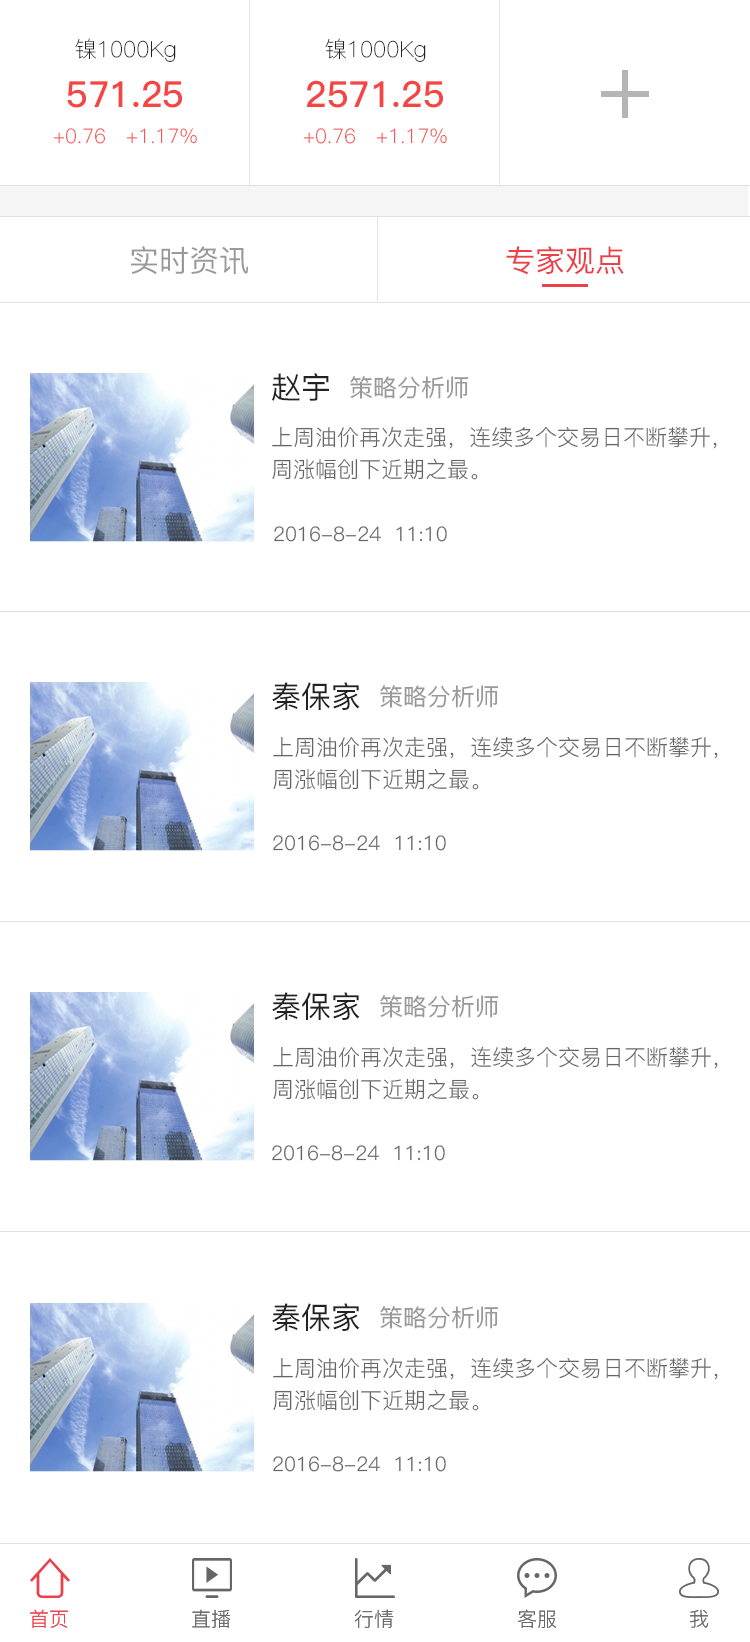 镍1000Kg 镍1000Kg
571.25 2571.25
+0.76 +1.17% +0.76 +1.17%
实时资讯 专家观点
赵宇 策略分析师
上周油价再次走强，连续多个交易日不断攀升，
周涨幅创下近期之最。
2016-8-24 11:10
秦保家 策略分析师
上周油价再次走强，连续多个交易日不断攀升，
周涨幅创下近期之最。
2016-8-24 11:10
秦保家 策略分析师
上周油价再次走强，连续多个交易日不断攀升，
周涨幅创下近期之最。
2016-8-24 11:10
秦保家 策略分析师
上周油价再次走强，连续多个交易日不断攀升，
周涨幅创下近期之最。
2016-8-24 11:10
首页 直播 行情 客服 我